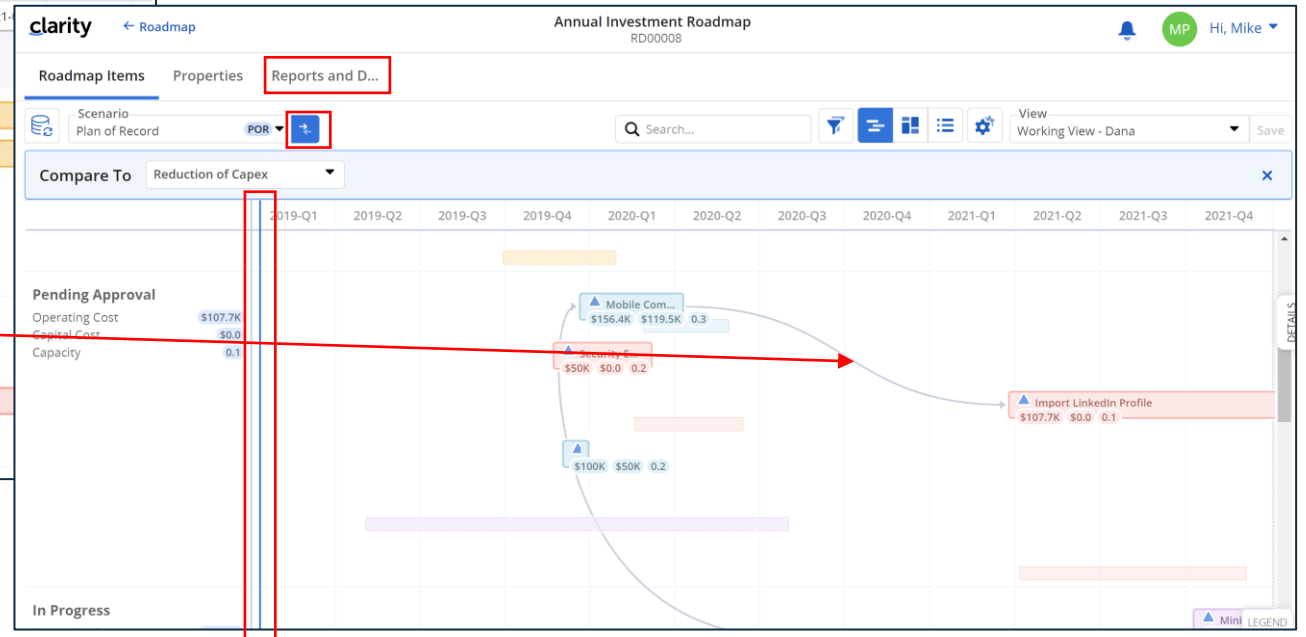 21-
clarity
← Roadmap
Annual Investment Roadmap
RD00008
MP
Hi, Mike
Roadmap Items
Properties
Reports and D...
Scenario
Plan of Record
POR
Search...
View
Working View - Dana
Save
Compare To
Reduction of Capex
2019-Q1 2019-Q2 2019-Q3 2019-Q4 2020-Q1 2020-Q2 2020-Q3 2020-Q4 2021-Q1 2021-Q2 2021-Q3 2021-Q4
Pending Approval
Operating Cost $107.7K
Capital Cost $0.0
Capacity 0.1
Mobile Com...
$156.4K $119.5K 0.3
Security E...
$50K $0.0 0.2
Import LinkedIn Profile
$107.7K $0.0 0.1
$100K $50K 0.2
DETAILS
In Progress
Mini
LEGEND